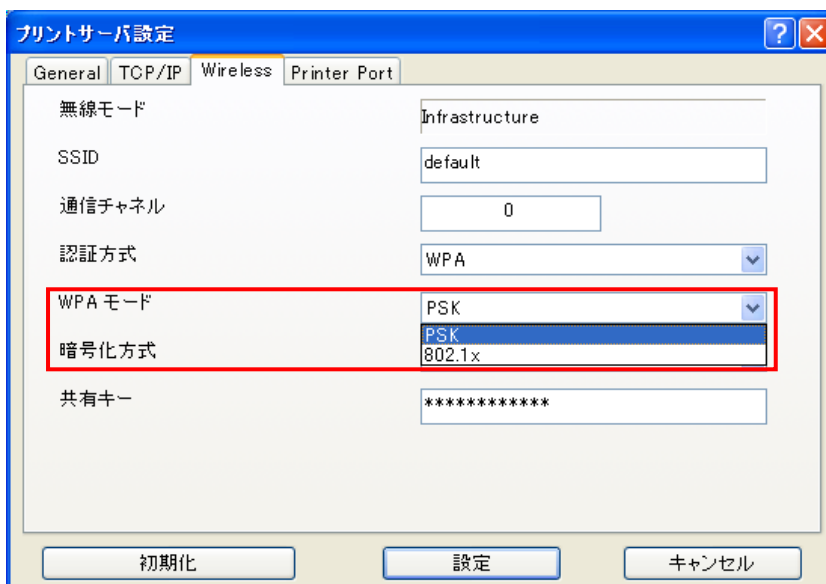 プリントサーバ設定
General TCP/IP Wireless Printer Port
無線モード Infrastructure
SSID default
通信チャネル 0
認証方式 WPA
WPA モード PSK
PSK
暗号化方式 802.1x
共有キー ************
初期化 設定 キャンセル